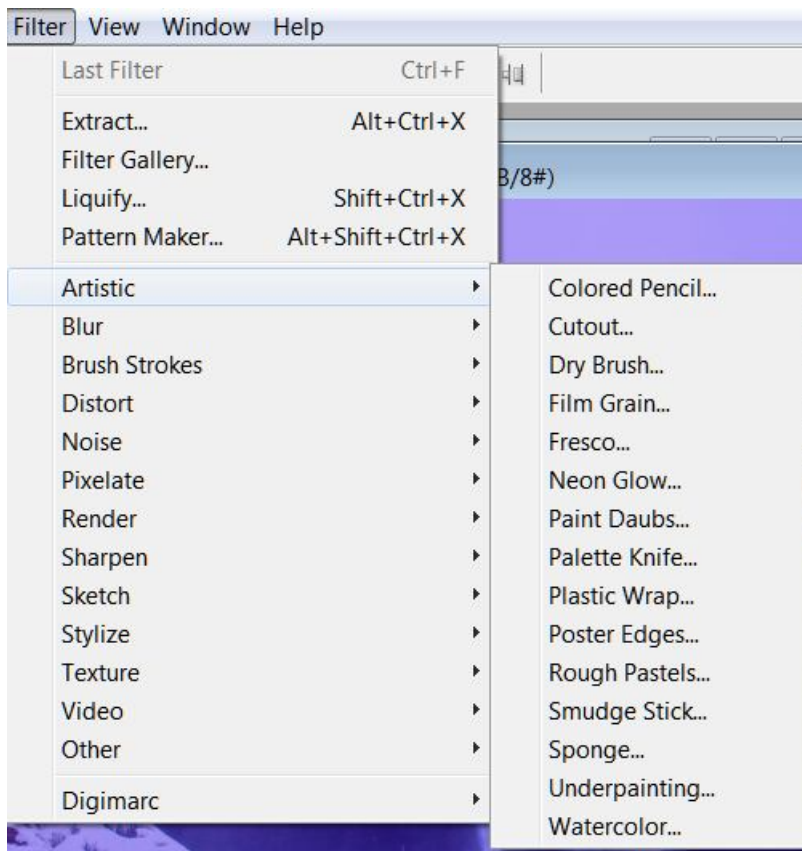 Filter View Window Help
Last Filter Ctrl+F
Extract... Alt+Ctrl+X
Filter Gallery...
Liquify... Shift+Ctrl+X
Pattern Maker... Alt+Shift+Ctrl+X
B/8#)
Artistic
Blur
Brush Strokes
Distort
Noise
Pixelate
Render
Sharpen
Sketch
Stylize
Texture
Video
Other
Digimarc
Colored Pencil...
Cutout...
Dry Brush...
Film Grain...
Fresco...
Neon Glow...
Paint Daubs...
Palette Knife...
Plastic Wrap...
Poster Edges...
Rough Pastels...
Smudge Stick...
Sponge...
Underpainting...
Watercolor...